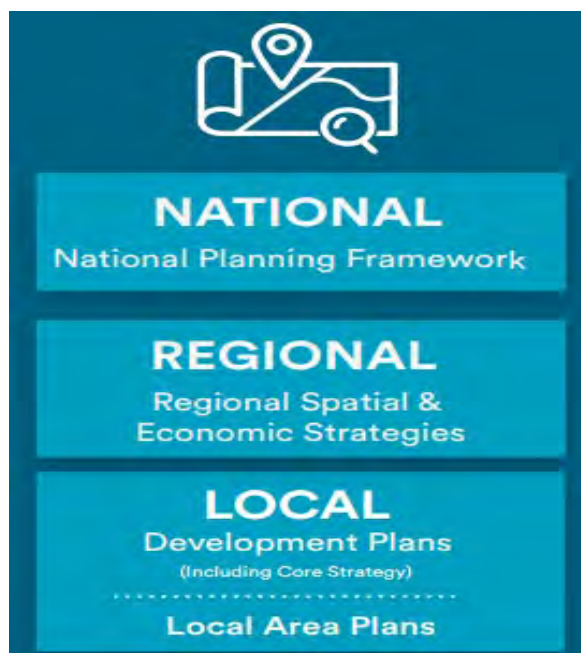 NATIONAL
National Planning Framework
REGIONAL
Regional Spatial &
Economic Strategies
LOCAL
Development Plans
(Including Core Strategy)
Local Area Plans